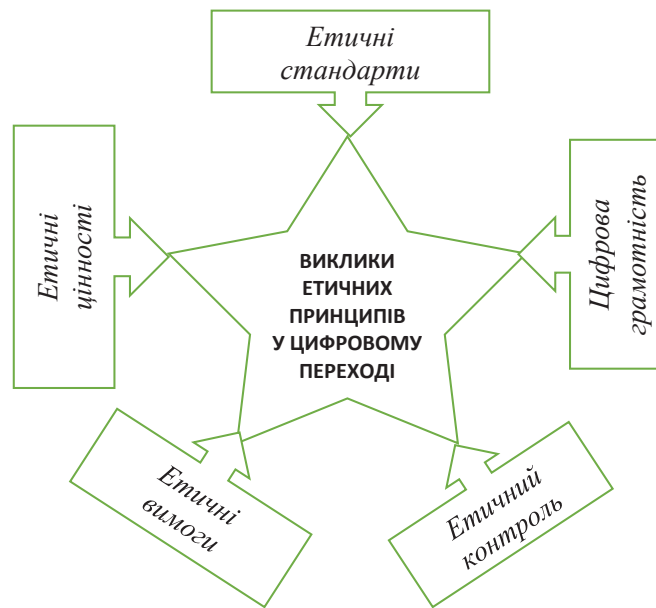 Етичні
стандарти
Етичні
цінності
Цифрова
грамотність
ВИКЛИКИ
ЕТИЧНИХ
ПРИНЦИПІВ
У ЦИФРОВОМУ
ПЕРЕХОДІ
Етичні
вимоги
Етичний
контроль